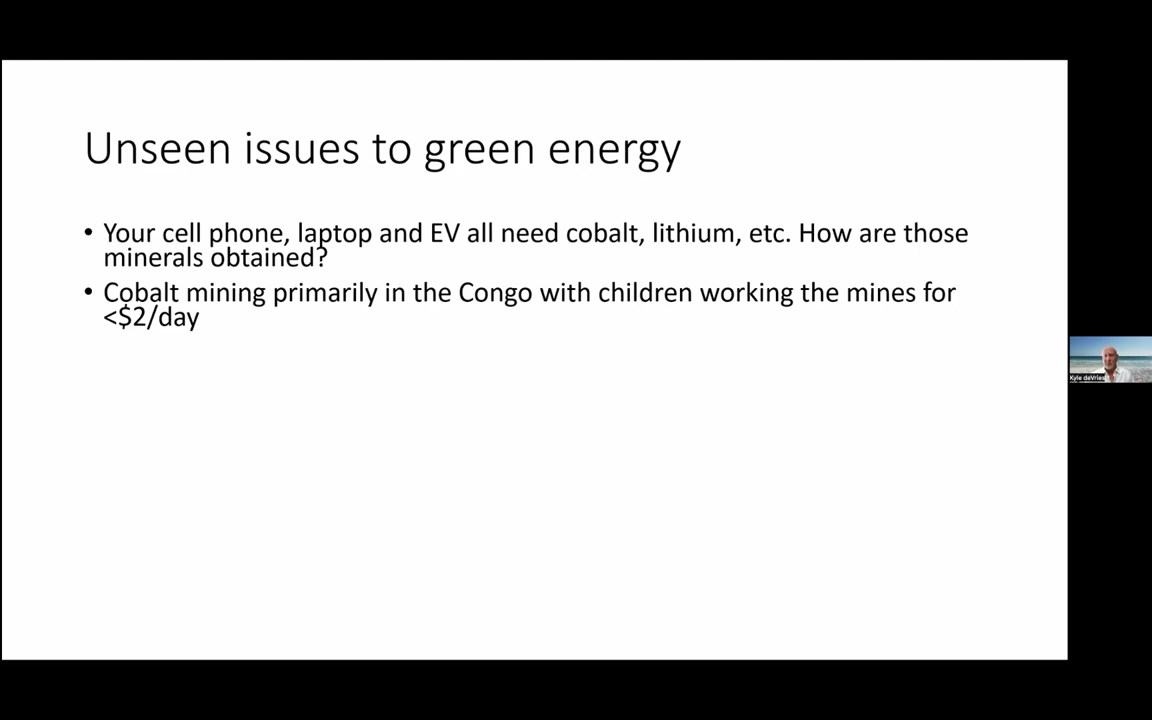 Unseen issues to green energy
• Your cell phone, laptop and EV all need cobalt, lithium, etc. How are those
minerals obtained?
• Cobalt mining primarily in the Congo with children working the mines for
<$2/day
Kyle deVries